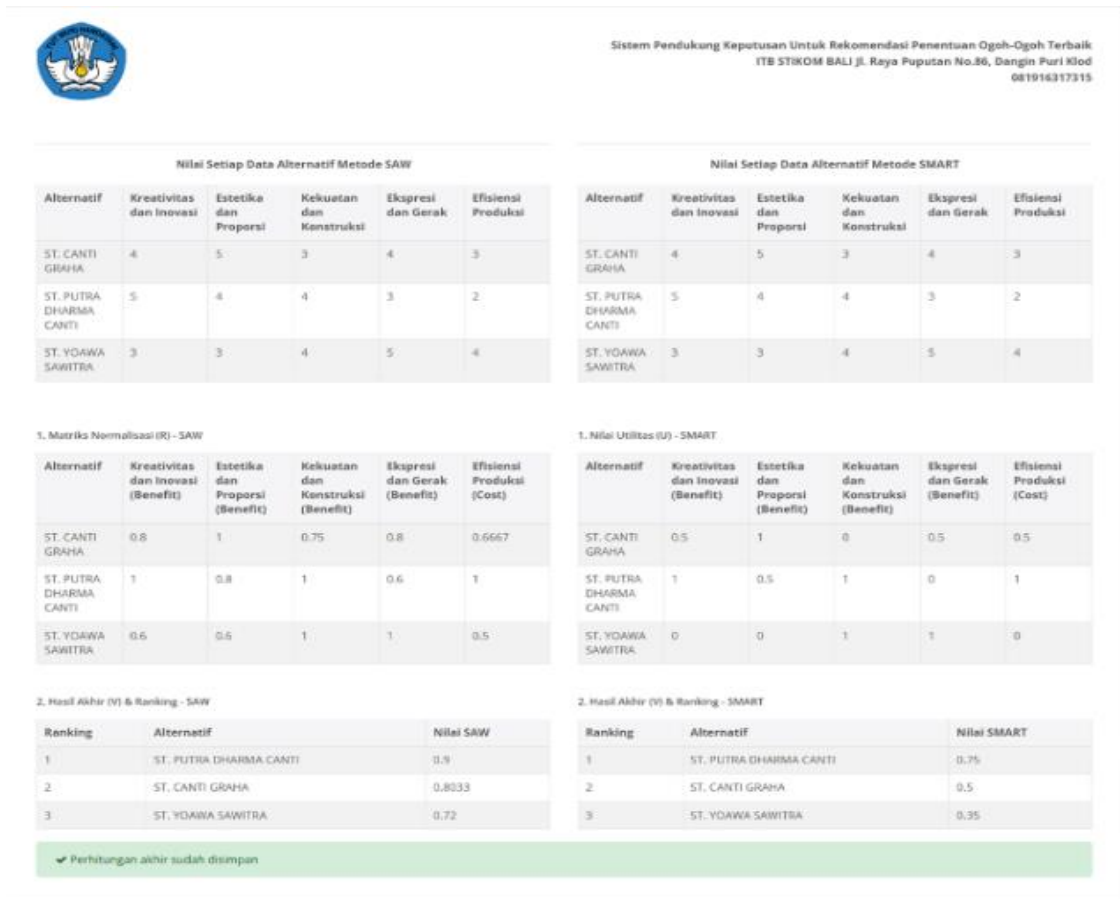 TUT WURI HANDAYANI
Sistem Pendukung Keputusan Untuk Rekomendasi Penentuan Ogoh-Ogoh Terbaik
ITB STIKOM BALI Jl. Raya Puputan No.86, Dangin Puri Klod
081916317315
Nilai Setiap Data Alternatif Metode SAW
Alternatif Kreativitas dan Inovasi Estetika dan Proporsi Kekuatan dan Konstruksi Ekspresi dan Gerak Efisiensi Produksi
ST. CANTI GRAHA 4 5 3 4 3
ST. PUTRA DHARMA CANTI 5 4 4 3 2
ST. YOAWA SAWITRA 3 3 4 5 4
Nilai Setiap Data Alternatif Metode SMART
Alternatif Kreativitas dan Inovasi Estetika dan Proporsi Kekuatan dan Konstruksi Ekspresi dan Gerak Efisiensi Produksi
ST. CANTI GRAHA 4 5 3 4 3
ST. PUTRA DHARMA CANTI 5 4 4 3 2
ST. YOAWA SAWITRA 3 3 4 5 4
1. Matriks Normalisasi (R) - SAW
Alternatif Kreativitas dan Inovasi (Benefit) Estetika dan Proporsi (Benefit) Kekuatan dan Konstruksi (Benefit) Ekspresi dan Gerak (Benefit) Efisiensi Produksi (Cost)
ST. CANTI GRAHA 0.8 1 0.75 0.8 0.6667
ST. PUTRA DHARMA CANTI 1 0.8 1 0.6 1
ST. YOAWA SAWITRA 0.6 0.6 1 1 0.5
1. Nilai Utilitas (U) - SMART
Alternatif Kreativitas dan Inovasi (Benefit) Estetika dan Proporsi (Benefit) Kekuatan dan Konstruksi (Benefit) Ekspresi dan Gerak (Benefit) Efisiensi Produksi (Cost)
ST. CANTI GRAHA 0.5 1 0 0.5 0.5
ST. PUTRA DHARMA CANTI 1 0.5 1 0 1
ST. YOAWA SAWITRA 0 0 1 1 0
2. Hasil Akhir (V) & Ranking - SAW
Ranking Alternatif Nilai SAW
1 ST. PUTRA DHARMA CANTI 0.9
2 ST. CANTI GRAHA 0.8033
3 ST. YOAWA SAWITRA 0.72
2. Hasil Akhir (V) & Ranking - SMART
Ranking Alternatif Nilai SMART
1 ST. PUTRA DHARMA CANTI 0.75
2 ST. CANTI GRAHA 0.5
3 ST. YOAWA SAWITRA 0.35
✔ Perhitungan akhir sudah disimpan